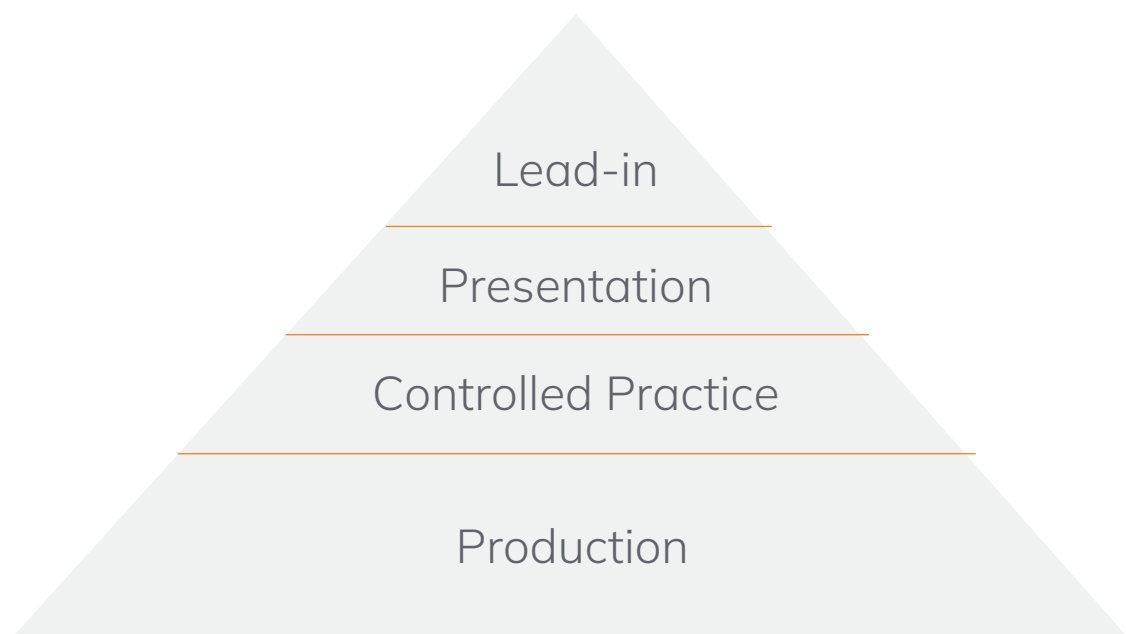 Lead-in
Presentation
Controlled Practice
Production